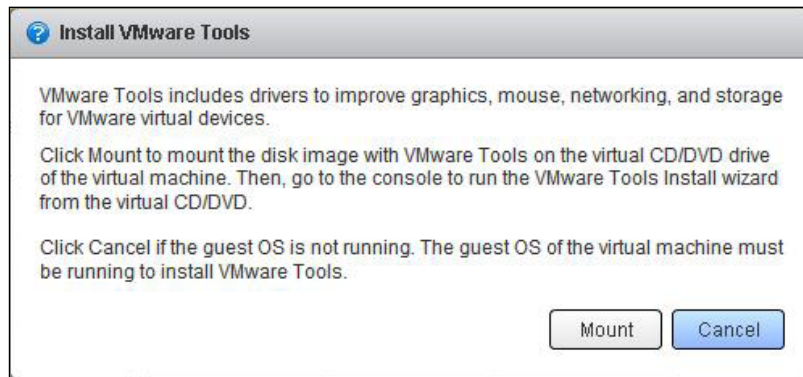 Install VMware Tools
VMware Tools includes drivers to improve graphics, mouse, networking, and storage
for VMware virtual devices.
Click Mount to mount the disk image with VMware Tools on the virtual CD/DVD drive
of the virtual machine. Then, go to the console to run the VMware Tools Install wizard
from the virtual CD/DVD.
Click Cancel if the guest OS is not running. The guest OS of the virtual machine must
be running to install VMware Tools.
Mount Cancel